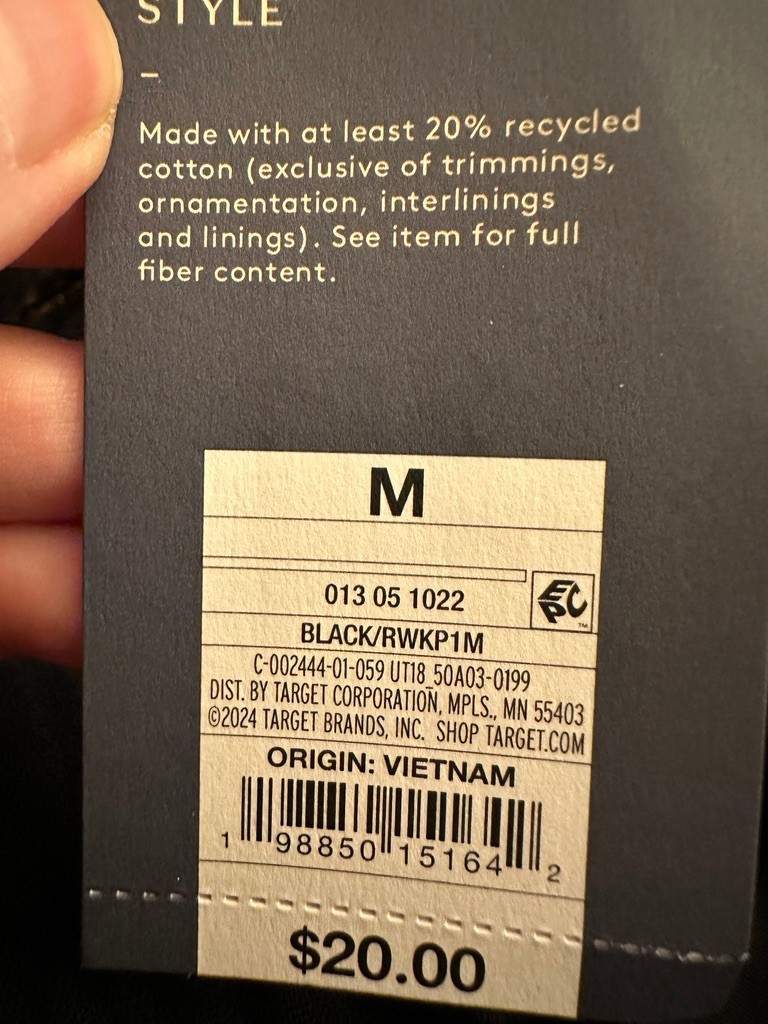 STYLE
–
Made with at least 20% recycled
cotton (exclusive of trimmings,
ornamentation, interlinings
and linings). See item for full
fiber content.
M
013 05 1022
EPC
™
BLACK/RWKP1M
C-002444-01-059 UT18_50A03-0199
DIST. BY TARGET CORPORATION, MPLS., MN 55403
©2024 TARGET BRANDS, INC. SHOP TARGET.COM
ORIGIN: VIETNAM
1 98850 15164 2
$20.00